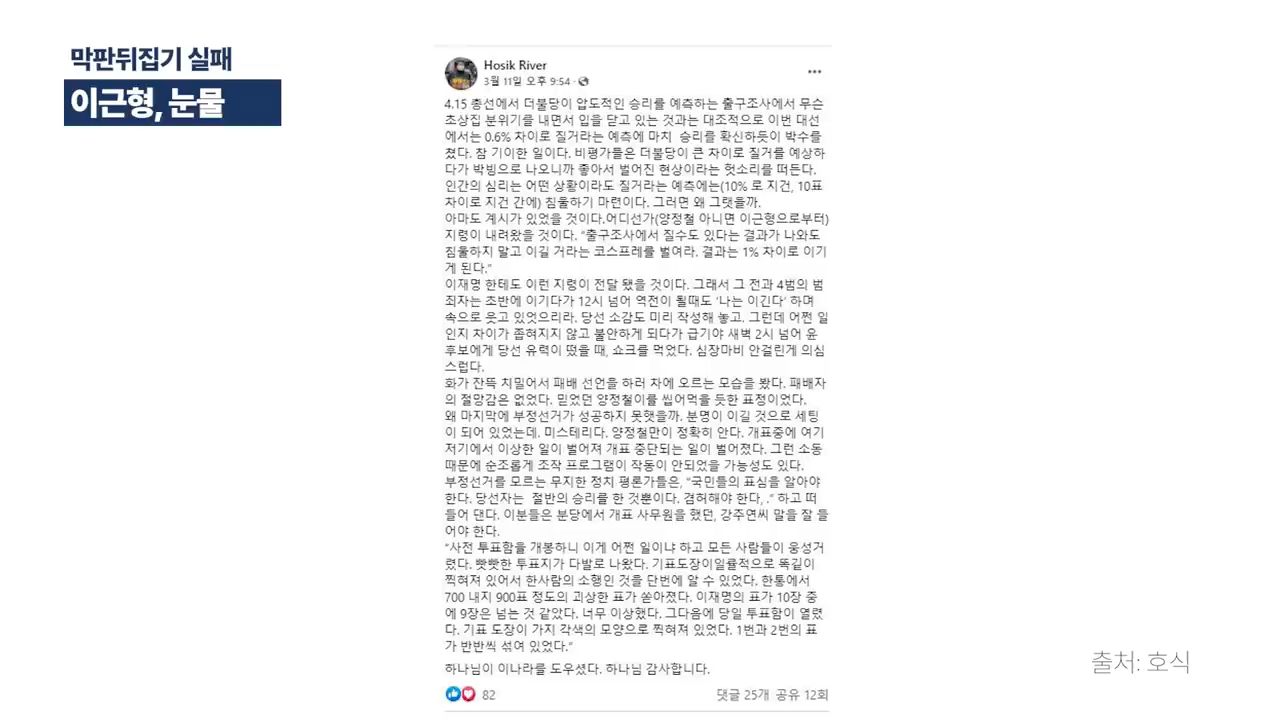 막판뒤집기 실패
이근형, 눈물
Hosik River
3월 11일 오후 9:54 ·
4.15 총선에서 더불당이 압도적인 승리를 예측하는 출구조사에서 무슨
초상집 분위기를 내면서 입을 닫고 있는 것과는 대조적으로 이번 대선
에서는 0.6% 차이로 질거라는 예측에 마치 승리를 확신하듯이 박수를
쳤다. 참 기이한 일이다. 비평가들은 더불당이 큰 차이로 질거를 예상하
다가 박빙으로 나오니까 좋아서 벌어진 현상이라는 헛소리를 떠든다.
인간의 심리는 어떤 상황이라도 질거라는 예측에는(10% 로 지건, 10표
차이로 지건 간에) 침울하기 마련이다. 그러면 왜 그랫을까.
아마도 계시가 있었을 것이다.어디선가(양정철 아니면 이근형으로부터)
지령이 내려왔을 것이다. “출구조사에서 질수도 있다는 결과가 나와도
침울하지 말고 이길 거라는 코스프레를 벌여라. 결과는 1% 차이로 이기
게 된다.”
이재명 한테도 이런 지령이 전달 됐을 것이다. 그래서 그 전과 4범의 범
죄자는 초반에 이기다가 12시 넘어 역전이 될때도 ‘나는 이긴다’ 하며
속으로 웃고 있엇으리라. 당선 소감도 미리 작성해 놓고. 그런데 어쩐 일
인지 차이가 좁혀지지 않고 불안하게 되다가 급기야 새벽 2시 넘어 윤
후보에게 당선 유력이 떴을 때, 쇼크를 먹었다. 심장마비 안걸린게 의심
스럽다.
화가 잔뜩 치밀어서 패배 선언을 하러 차에 오르는 모습을 봤다. 패배자
의 절망감은 없었다. 믿었던 양정철이를 씹어먹을 듯한 표정이었다.
왜 마지막에 부정선거가 성공하지 못햇을까. 분명이 이길 것으로 세팅
이 되어 있었는데. 미스테리다. 양정철만이 정확히 안다. 개표중에 여기
저기에서 이상한 일이 벌어져 개표 중단되는 일이 벌어졌다. 그런 소동
때문에 순조롭게 조작 프로그램이 작동이 안되었을 가능성도 있다.
부정선거를 모르는 무지한 정치 평론가들은, “국민들의 표심을 알아야
한다. 당선자는 절반의 승리를 한 것뿐이다. 겸허해야 한다, .” 하고 떠
들어 댄다. 이분들은 분당에서 개표 사무원을 했던, 강주연씨 말을 잘 들
어야 한다.
“사전 투표함을 개봉하니 이게 어쩐 일이냐 하고 모든 사람들이 웅성거
렸다. 빳빳한 투표지가 다발로 나왔다. 기표도장이일률적으로 똑깉이
찍혀져 있어서 한사람의 소행인 것을 단번에 알 수 있었다. 한통에서
700 내지 900표 정도의 괴상한 표가 쏟아졌다. 이재명의 표가 10장 중
에 9장은 넘는 것 같았다. 너무 이상했다. 그다음에 당일 투표함이 열렸
다. 기표 도장이 가지 각색의 모양으로 찍혀져 있었다. 1번과 2번의 표
가 반반씩 섞여 있었다.”
하나님이 이나라를 도우셨다. 하나님 감사합니다.
82
댓글 25개 공유 12회
출처: 호식